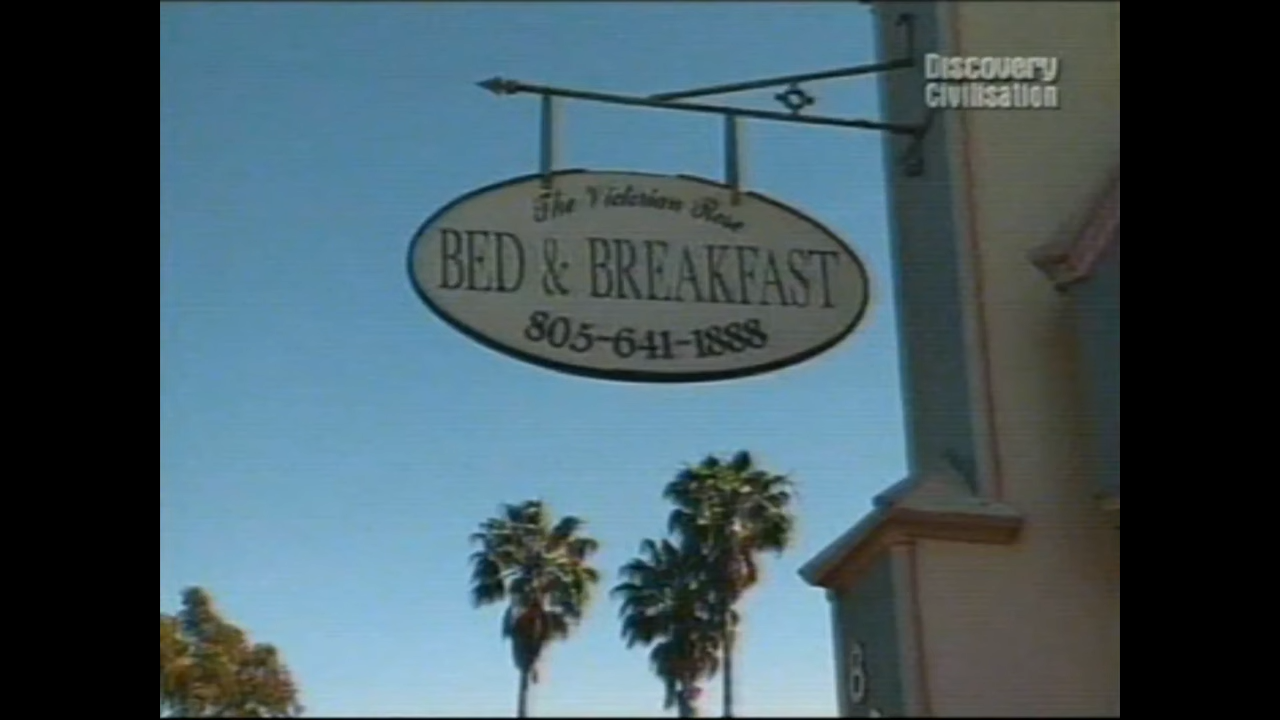 Discovery
Civilisation
The Victorian Rose
BED & BREAKFAST
805-641-1888